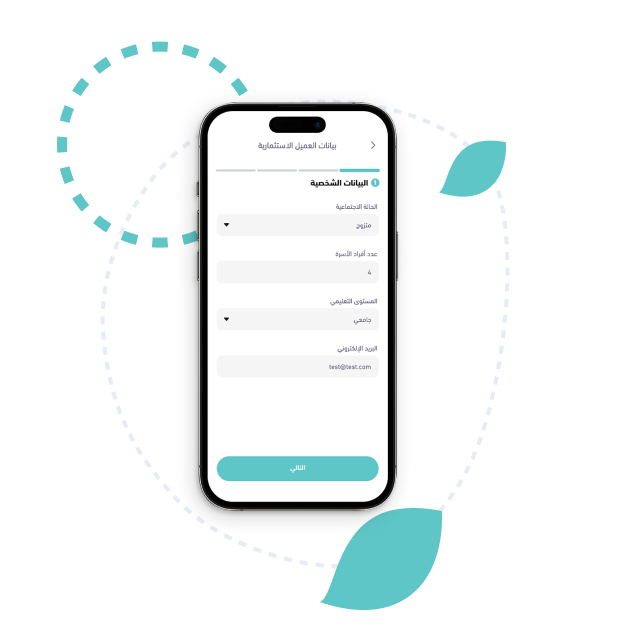 بيانات العميل الاستثمارية
1 البيانات الشخصية
الحالة الاجتماعية
متزوج
عدد أفراد الأسرة
4
المستوى التعليمي
جامعي
البريد الإلكتروني
test@test.com
التالي